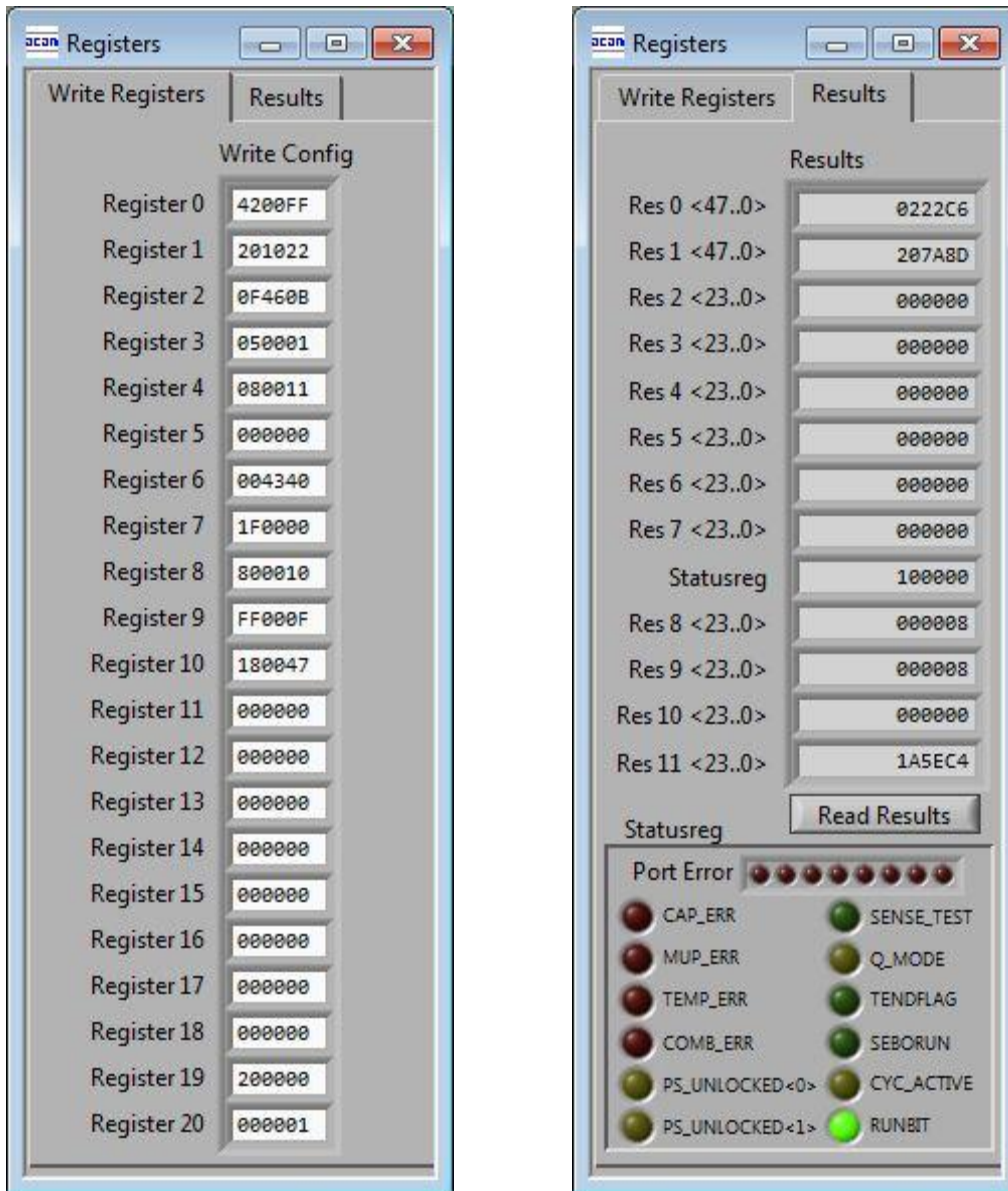 acam Registers
Write Registers Results
Write Config
Register 0 4200FF
Register 1 201022
Register 2 0F460B
Register 3 050001
Register 4 080011
Register 5 000000
Register 6 004340
Register 7 1F0000
Register 8 800010
Register 9 FF000F
Register 10 180047
Register 11 000000
Register 12 000000
Register 13 000000
Register 14 000000
Register 15 000000
Register 16 000000
Register 17 000000
Register 18 000000
Register 19 200000
Register 20 000001
acam Registers
Write Registers Results
Results
Res 0 <47..0> 0222C6
Res 1 <47..0> 207A8D
Res 2 <23..0> 000000
Res 3 <23..0> 000000
Res 4 <23..0> 000000
Res 5 <23..0> 000000
Res 6 <23..0> 000000
Res 7 <23..0> 000000
Statusreg 100000
Res 8 <23..0> 000008
Res 9 <23..0> 000008
Res 10 <23..0> 000000
Res 11 <23..0> 1A5EC4
Read Results
Statusreg
Port Error
CAP_ERR SENSE_TEST
MUP_ERR Q_MODE
TEMP_ERR TENDFLAG
COMB_ERR SEBORUN
PS_UNLOCKED<0> CYC_ACTIVE
PS_UNLOCKED<1> RUNBIT